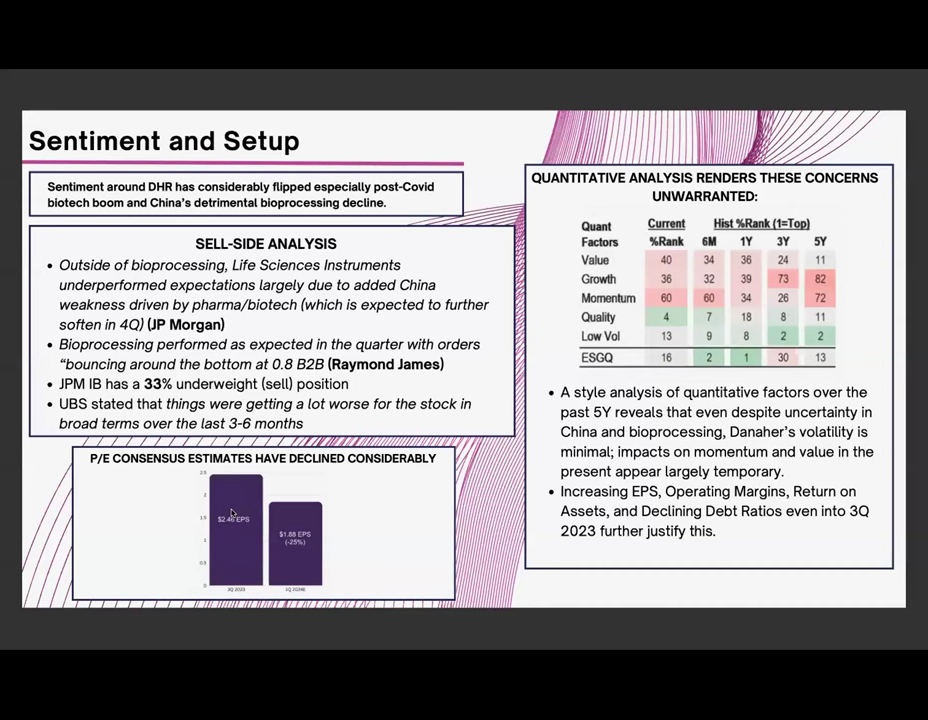 Sentiment and Setup
Sentiment around DHR has considerably flipped especially post-Covid
biotech boom and China's detrimental bioprocessing decline.
SELL-SIDE ANALYSIS
• Outside of bioprocessing, Life Sciences Instruments
underperformed expectations largely due to added China
weakness driven by pharma/biotech (which is expected to further
soften in 4Q) (JP Morgan)
• Bioprocessing performed as expected in the quarter with orders
"bouncing around the bottom at 0.8 B2B (Raymond James)
• JPM IB has a 33% underweight (sell) position
• UBS stated that things were getting a lot worse for the stock in
broad terms over the last 3-6 months
P/E CONSENSUS ESTIMATES HAVE DECLINED CONSIDERABLY
2.5
2
1.5
1
0.5
0
$2.46 EPS
$1.88 EPS
(-25%)
3Q 2023
QUANTITATIVE ANALYSIS RENDERS THESE CONCERNS
UNWARRANTED:
Quant Current Hist %Rank (1=Top)
Factors %Rank 6M 1Y 3Y 5Y
Value 40 34 36 24 11
Growth 36 32 39 73 82
Momentum 60 60 34 26 72
Quality 4 7 18 8 11
Low Vol 13 9 8 2 2
ESGQ 16 2 1 30 13
• A style analysis of quantitative factors over the
past 5Y reveals that even despite uncertainty in
China and bioprocessing, Danaher's volatility is
minimal; impacts on momentum and value in the
present appear largely temporary.
• Increasing EPS, Operating Margins, Return on
Assets, and Declining Debt Ratios even into 3Q
2023 further justify this.